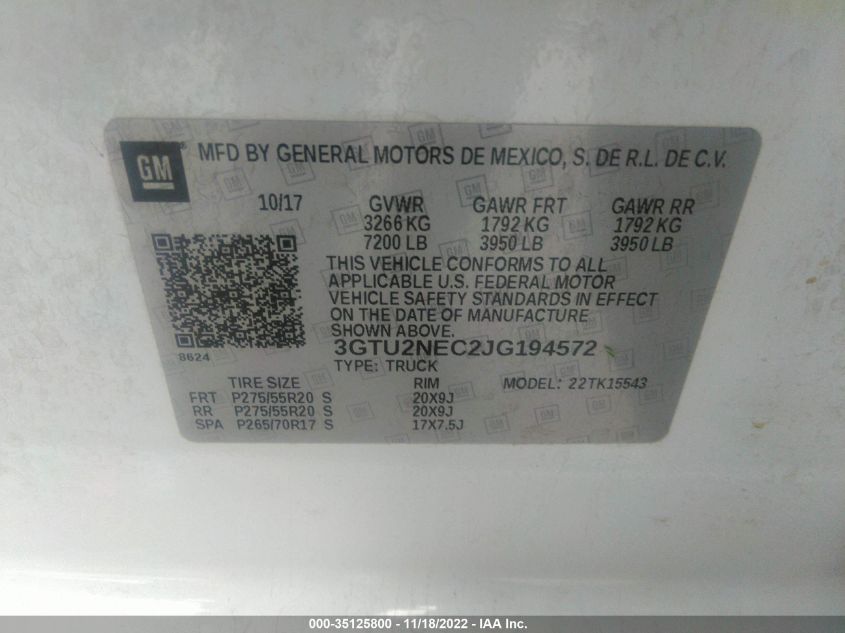 GM
MFD BY GENERAL MOTORS DE MEXICO, S. DE R.L. DE C.V.
10/17 GVWR GAWR FRT GAWR RR
3266 KG 1792 KG 1792 KG
7200 LB 3950 LB 3950 LB
THIS VEHICLE CONFORMS TO ALL
APPLICABLE U.S. FEDERAL MOTOR
VEHICLE SAFETY STANDARDS IN EFFECT
ON THE DATE OF MANUFACTURE
SHOWN ABOVE.
8624
3GTU2NEC2JG194572
TYPE: TRUCK
TIRE SIZE RIM MODEL: 22TK15543
FRT P275/55R20 S 20X9J
RR P275/55R20 S 20X9J
SPA P265/70R17 S 17X7.5J
000-35125800 - 11/18/2022 - IAA Inc.